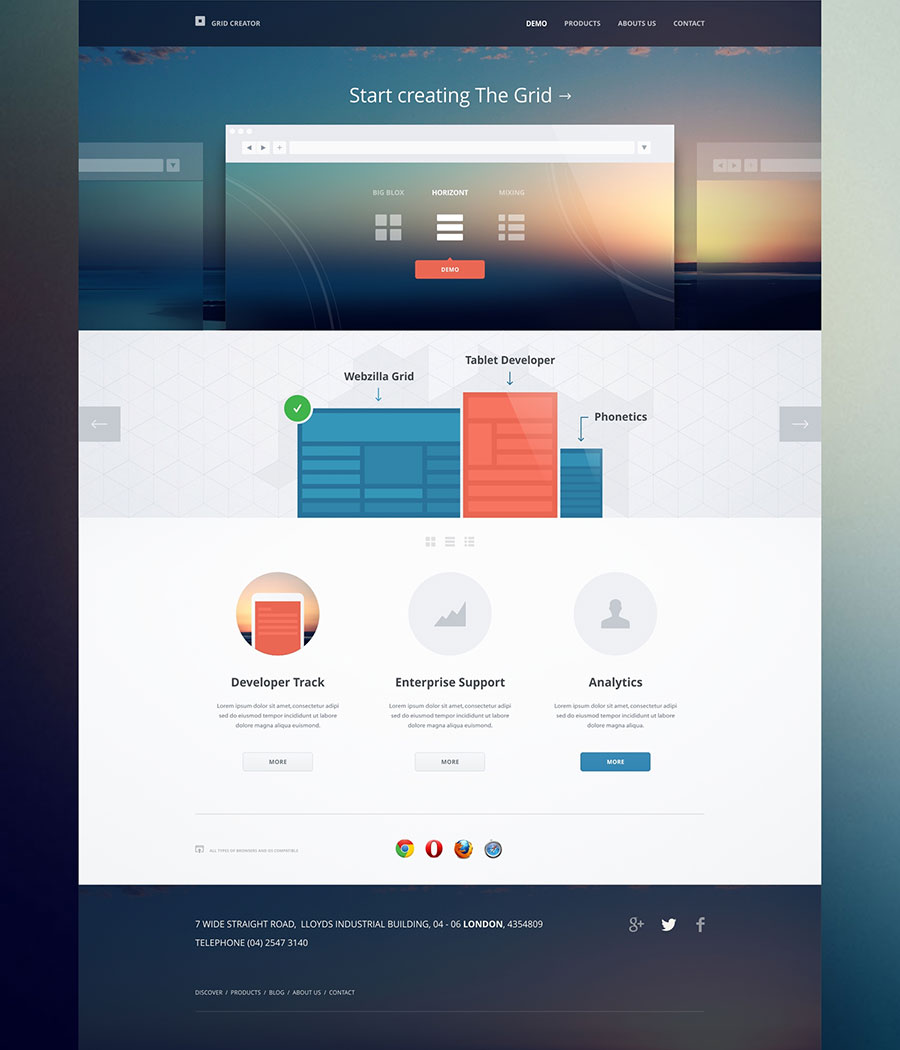 GRID CREATOR
DEMO PRODUCTS ABOUTS US CONTACT
Start creating The Grid →
BIG BLOX HORIZONT MIXING
DEMO
Tablet Developer
Webzilla Grid
Phonetics
Developer Track
Lorem ipsum dolor sit amet, consectetur adipi
sed do eiusmod tempor incididunt ut labore
dolore magna aliqua euismond.
MORE
Enterprise Support
Lorem ipsum dolor sit amet, consectetur adipi
sed do eiusmod tempor incididunt ut labore
dolore magna aliqua euismond.
MORE
Analytics
Lorem ipsum dolor sit amet, consectetur adipi
sed do eiusmod tempor incididunt ut labore
dolore magna aliqua.
MORE
ALL TYPES OF BROWSERS AND OS COMPATIBLE
7 WIDE STRAIGHT ROAD, LLOYDS INDUSTRIAL BUILDING, 04 - 06 LONDON, 4354809
TELEPHONE (04) 2547 3140
DISCOVER / PRODUCTS / BLOG / ABOUT US / CONTACT